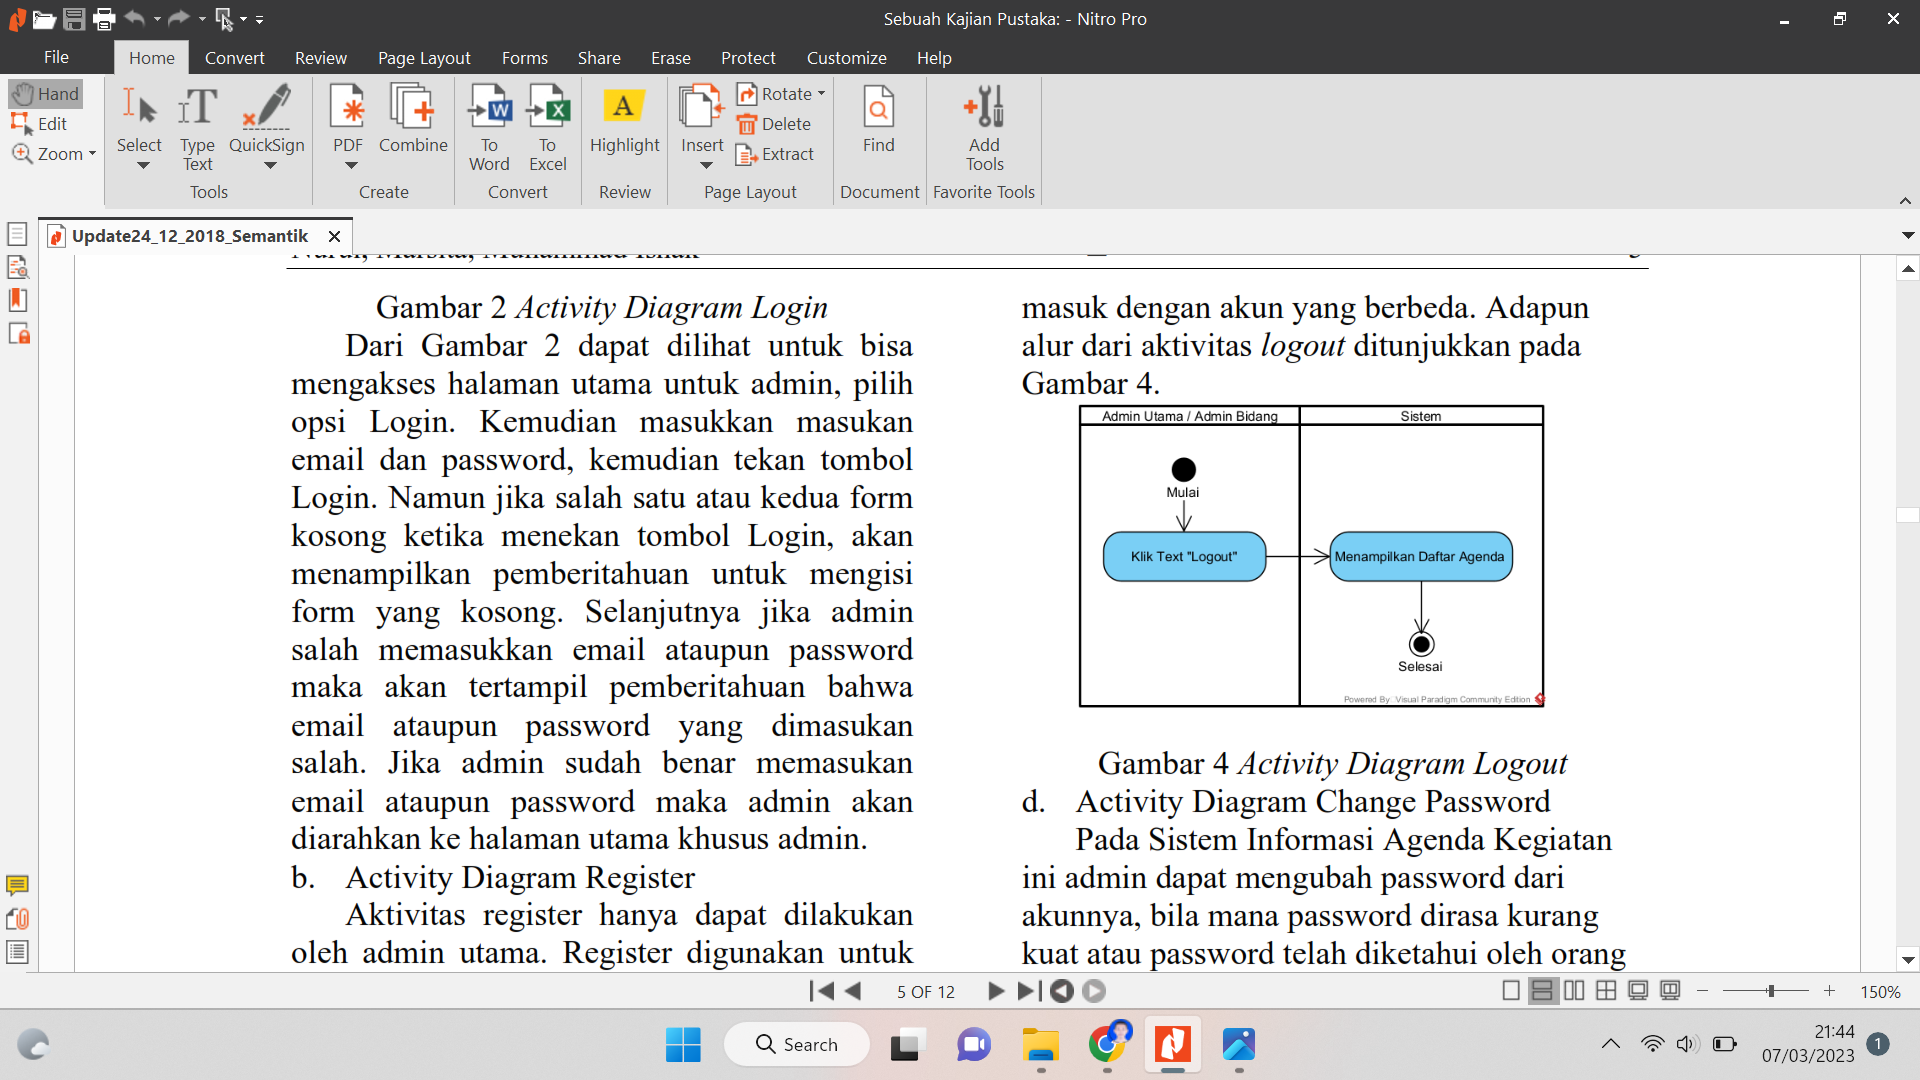 Sebuah Kajian Pustaka: - Nitro Pro
File
Home
Convert
Review
Page Layout
Forms
Share
Erase
Protect
Customize
Help
Hand
Edit
Zoom
Select
Type
Text
QuickSign
Tools
PDF
Combine
Create
To
Word
To
Excel
Convert
Highlight
Review
Insert
Rotate
Delete
Extract
Page Layout
Find
Document
Add
Tools
Favorite Tools
Update24_12_2018_Semantik
Nurul, Marsita, Muhammad Ishak
Gambar 2 Activity Diagram Login
Dari Gambar 2 dapat dilihat untuk bisa
mengakses halaman utama untuk admin, pilih
opsi Login. Kemudian masukkan masukan
email dan password, kemudian tekan tombol
Login. Namun jika salah satu atau kedua form
kosong ketika menekan tombol Login, akan
menampilkan pemberitahuan untuk mengisi
form yang kosong. Selanjutnya jika admin
salah memasukkan email ataupun password
maka akan tertampil pemberitahuan bahwa
email ataupun password yang dimasukan
salah. Jika admin sudah benar memasukan
email ataupun password maka admin akan
diarahkan ke halaman utama khusus admin.
b. Activity Diagram Register
Aktivitas register hanya dapat dilakukan
oleh admin utama. Register digunakan untuk
masuk dengan akun yang berbeda. Adapun
alur dari aktivitas logout ditunjukkan pada
Gambar 4.
Admin Utama / Admin Bidang
Sistem
Mulai
Klik Text "Logout"
Menampilkan Daftar Agenda
Selesai
Powered By Visual Paradigm Community Edition
Gambar 4 Activity Diagram Logout
d. Activity Diagram Change Password
Pada Sistem Informasi Agenda Kegiatan
ini admin dapat mengubah password dari
akunnya, bila mana password dirasa kurang
kuat atau password telah diketahui oleh orang
5 OF 12
150%
Search
21:44
07/03/2023
1